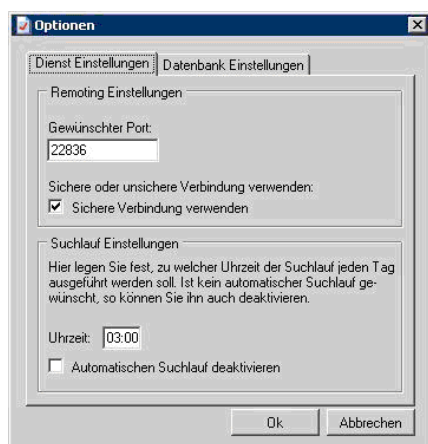 Optionen
Dienst Einstellungen
Datenbank Einstellungen
Remoting Einstellungen
Gewünschter Port:
22836
Sichere oder unsichere Verbindung verwenden:
Sichere Verbindung verwenden
Suchlauf Einstellungen
Hier legen Sie fest, zu welcher Uhrzeit der Suchlauf jeden Tag
ausgeführt werden soll. Ist kein automatischer Suchlauf ge-
wünscht, so können Sie ihn auch deaktivieren.
Uhrzeit: 03:00
Automatischen Suchlauf deaktivieren
Ok
Abbrechen